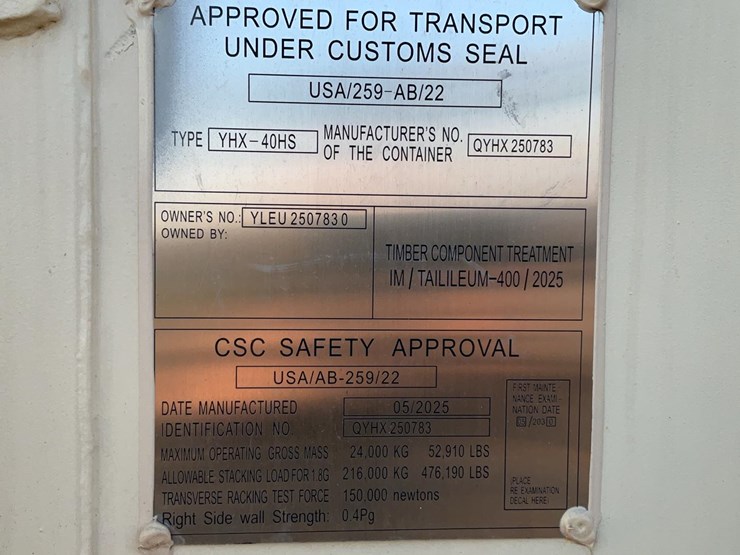 APPROVED FOR TRANSPORT
UNDER CUSTOMS SEAL
USA/259-AB/22
TYPE YHX-40HS MANUFACTURER'S NO. OF THE CONTAINER QYHX 250783
OWNER'S NO.: YLEU 2507830
OWNED BY:
TIMBER COMPONENT TREATMENT
IM / TAILILEUM-400 / 2025
CSC SAFETY APPROVAL
USA/AB-259/22
DATE MANUFACTURED 05/2025
IDENTIFICATION NO. QYHX 250783
MAXIMUM OPERATING GROSS MASS 24,000 KG 52,910 LBS
ALLOWABLE STACKING LOAD FOR 1.8G 216,000 KG 476,190 LBS
TRANSVERSE RACKING TEST FORCE 150,000 newtons
Right Side wall Strength: 0.4Pg
FIRST MAINTE-
NANCE EXAMI-
NATION DATE
(PLACE
RE EXAMINATION
DECAL HERE)